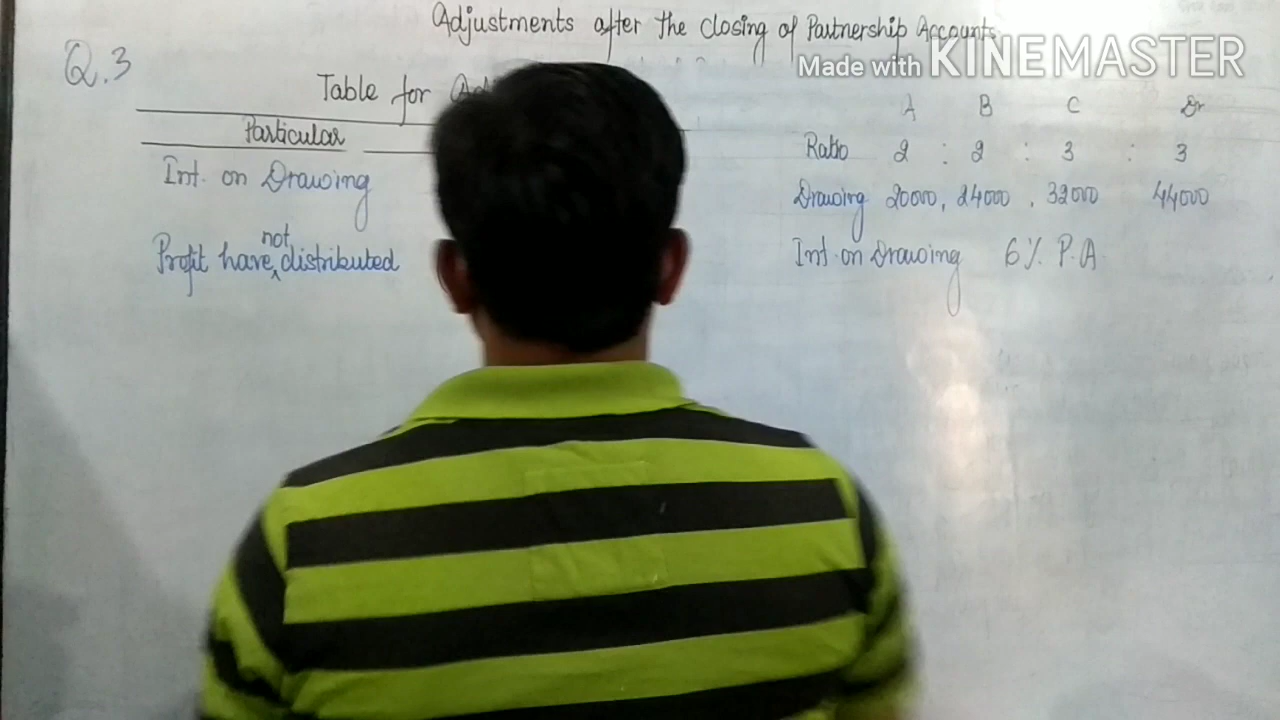 Adjustments after the closing of Partnership Accounts
Made with KINEMASTER
Q.3
Table for
Particular
Int. on Drawing
Profit have not distributed
A B C Dr
Ratio 2 : 2 : 3 : 3
Drawing 20000, 24000, 32000 44000
Int. on Drawing 6% P.A.